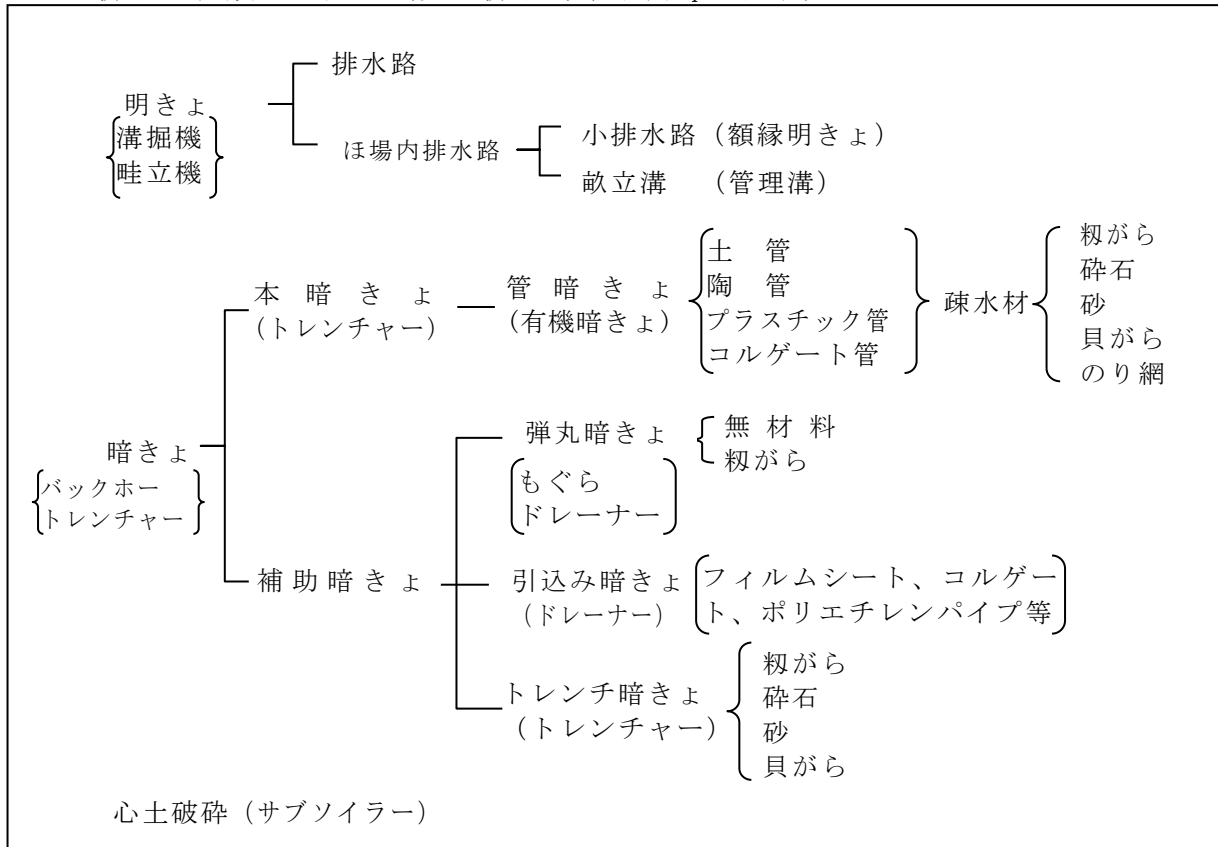 排水路
明きょ
溝掘機
畦立機
ほ場内排水路
小排水路（額縁明きょ）
畝立溝　（管理溝）
本暗きょ
(トレンチャー)
管暗きょ
(有機暗きょ)
土　管
陶　管
プラスチック管
コルゲート管
疎水材
籾がら
砕石
砂
貝がら
のり網
暗きょ
バックホー
トレンチャー
弾丸暗きょ
無材料
籾がら
もぐら
ドレーナー
補助暗きょ
引込み暗きょ
（ドレーナー）
フィルムシート、コルゲー
ト、ポリエチレンパイプ等
トレンチ暗きょ
（トレンチャー）
籾がら
砕石
砂
貝がら
心土破砕（サブソイラー）